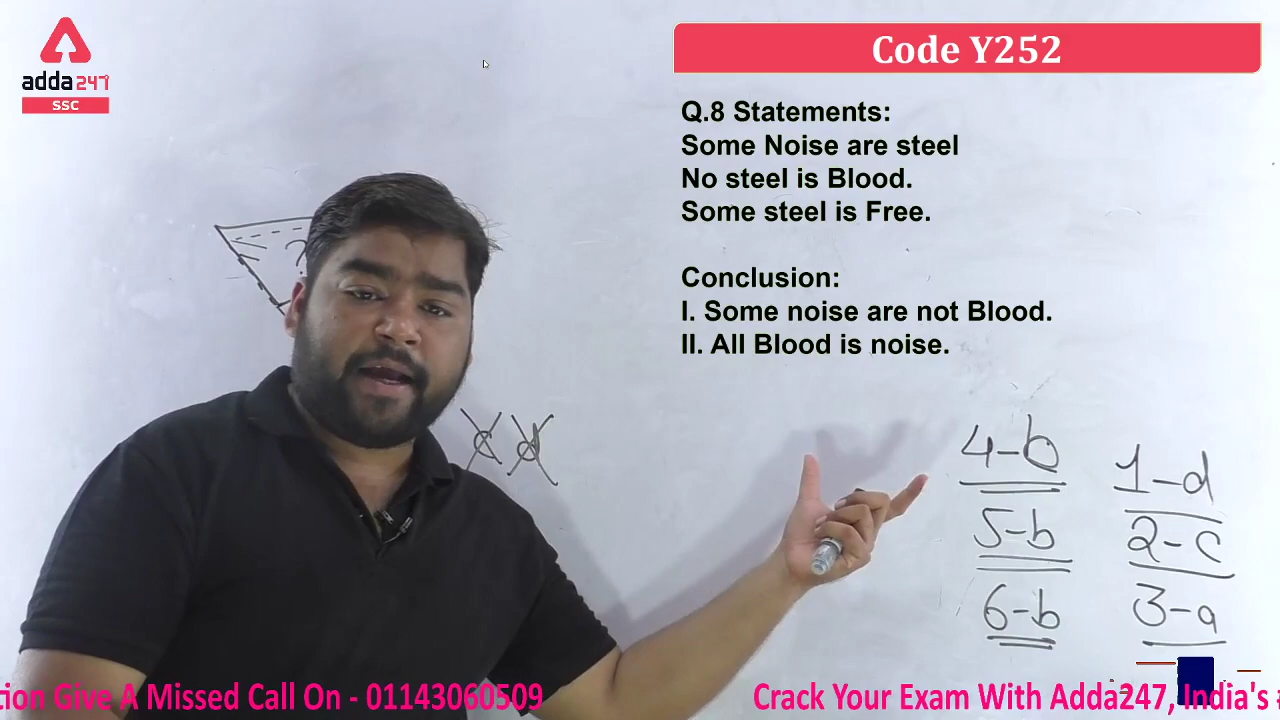 adda247
SSC
Code Y252
Q.8 Statements:
Some Noise are steel
No steel is Blood.
Some steel is Free.
Conclusion:
I. Some noise are not Blood.
II. All Blood is noise.
4-b
1-d
5-b
2-c
6-b
3-a
tion Give A Missed Call On - 01143060509
Crack Your Exam With Adda247, India's